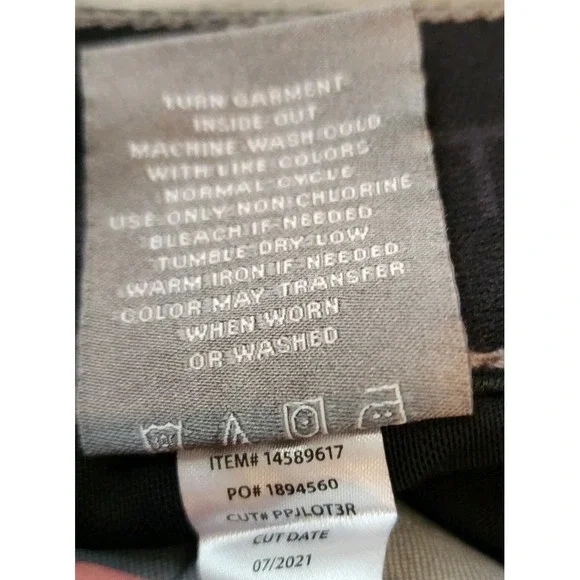 TURN GARMENT
INSIDE OUT
MACHINE WASH COLD
WITH LIKE COLORS
NORMAL CYCLE
USE ONLY NON-CHLORINE
BLEACH IF NEEDED
TUMBLE DRY LOW
WARM IRON IF NEEDED
COLOR MAY TRANSFER
WHEN WORN
OR WASHED
ITEM# 14589617
PO# 1894560
CUT# PPJLOT3R
CUT DATE
07/2021